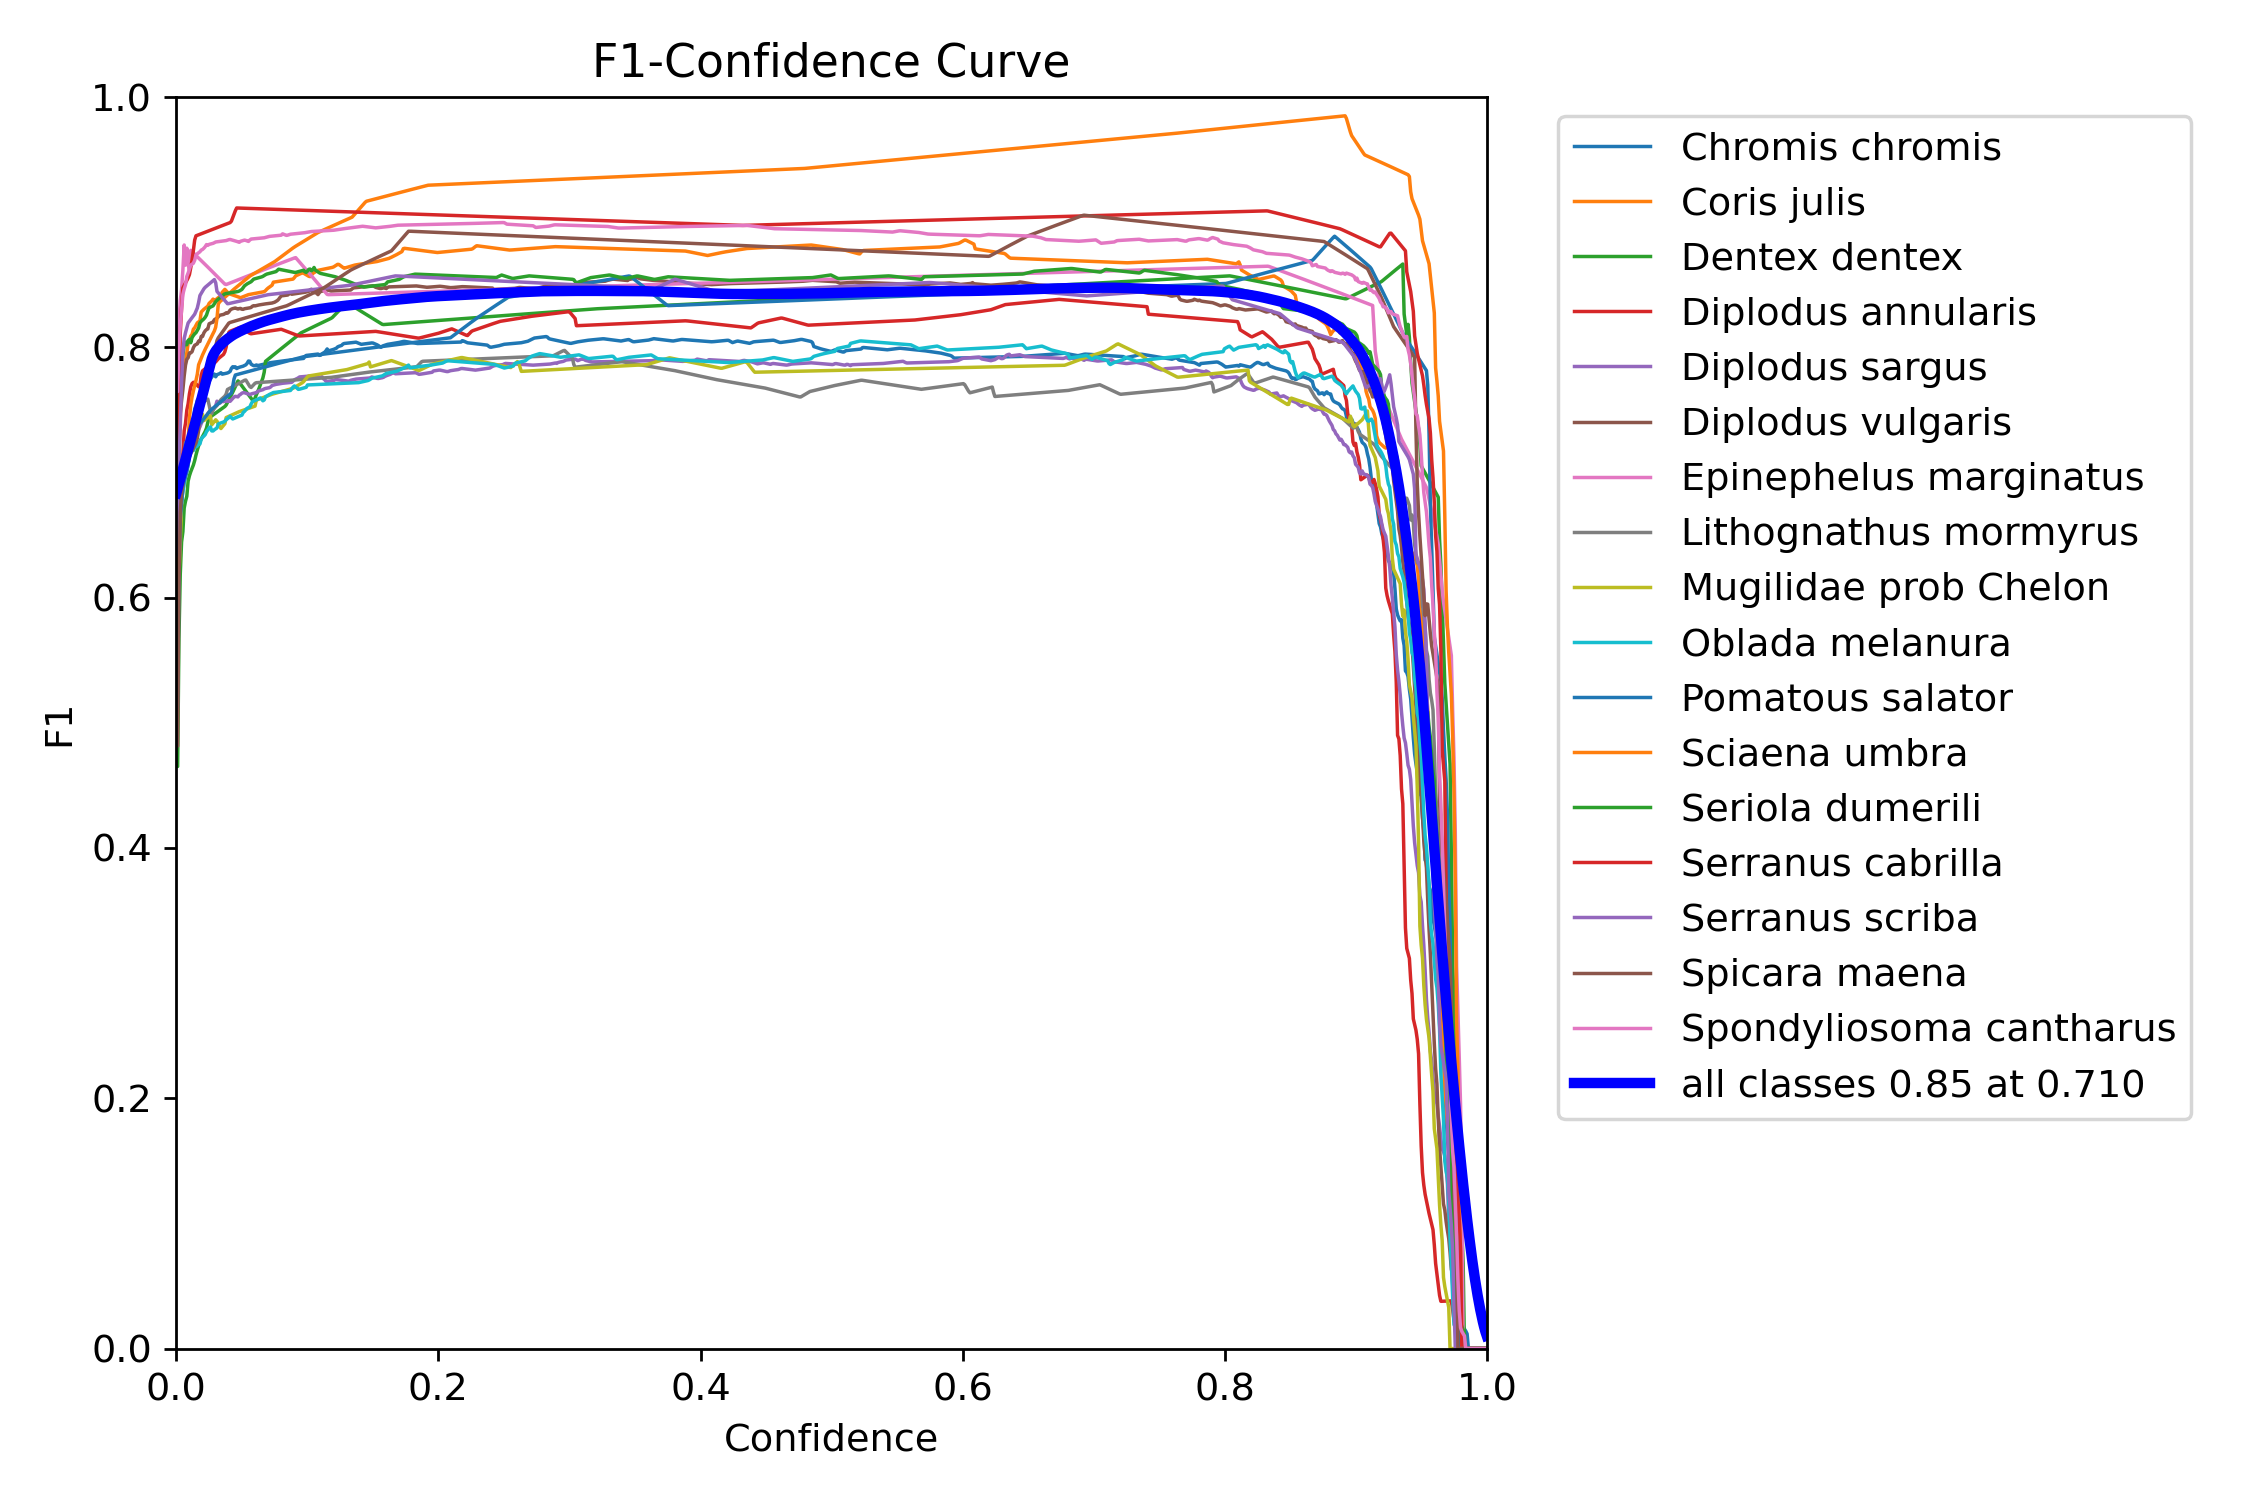 F1-Confidence Curve
1.0
0.8
0.6
0.4
0.2
0.0
F1
0.0 0.2 0.4 0.6 0.8 1.0
Confidence
Chromis chromis
Coris julis
Dentex dentex
Diplodus annularis
Diplodus sargus
Diplodus vulgaris
Epinephelus marginatus
Lithognathus mormyrus
Mugilidae prob Chelon
Oblada melanura
Pomatous salator
Sciaena umbra
Seriola dumerili
Serranus cabrilla
Serranus scriba
Spicara maena
Spondyliosoma cantharus
all classes 0.85 at 0.710